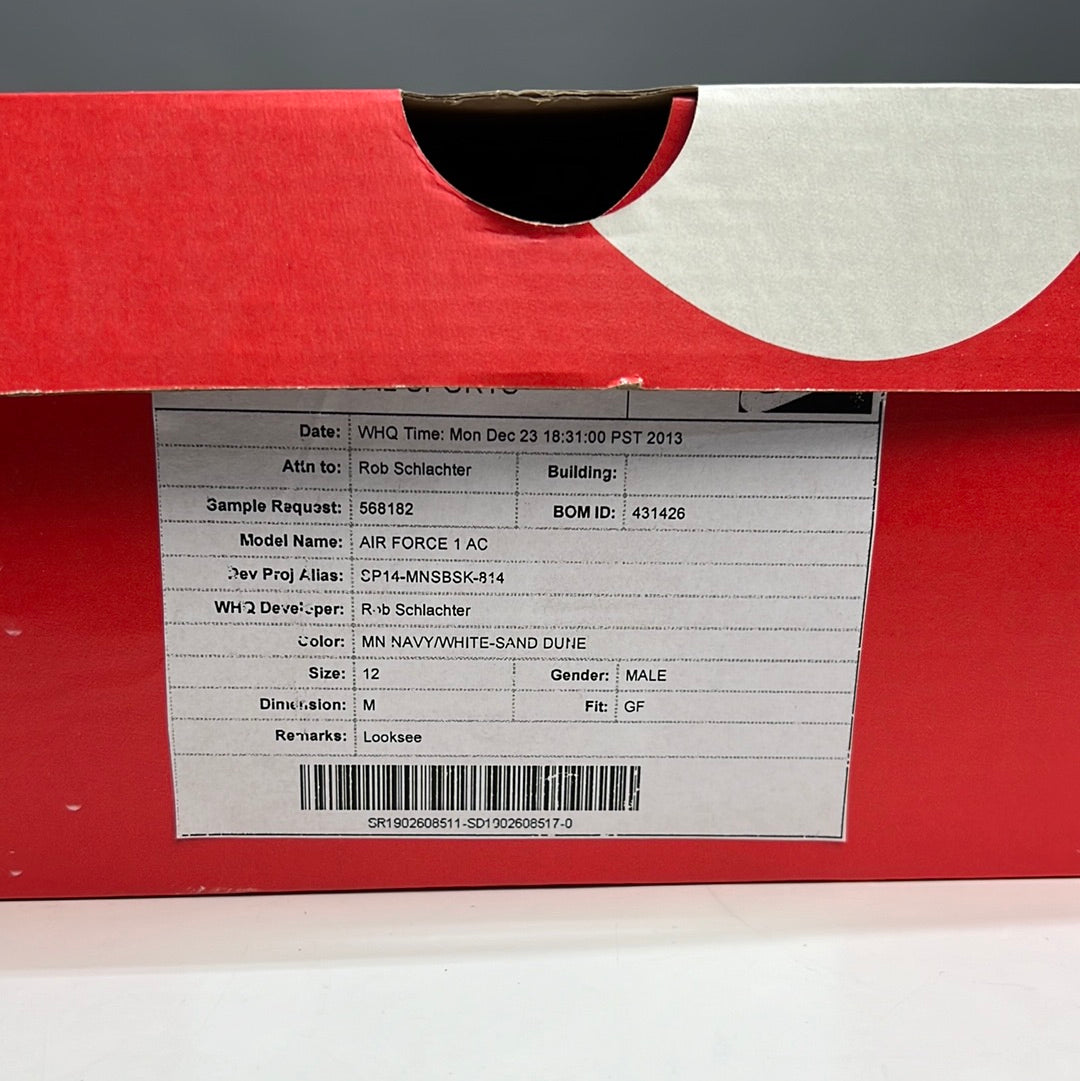 Date: WHQ Time: Mon Dec 23 18:31:00 PST 2013
Attn to: Rob Schlachter Building:
Sample Request: 568182 BOM ID: 431426
Model Name: AIR FORCE 1 AC
Dev Proj Alias: SP14-MNSBSK-814
WHQ Developer: Rob Schlachter
Color: MN NAVY/WHITE-SAND DUNE
Size: 12 Gender: MALE
Dimension: M Fit: GF
Remarks: Looksee
SR1902608511-SD1902608517-0